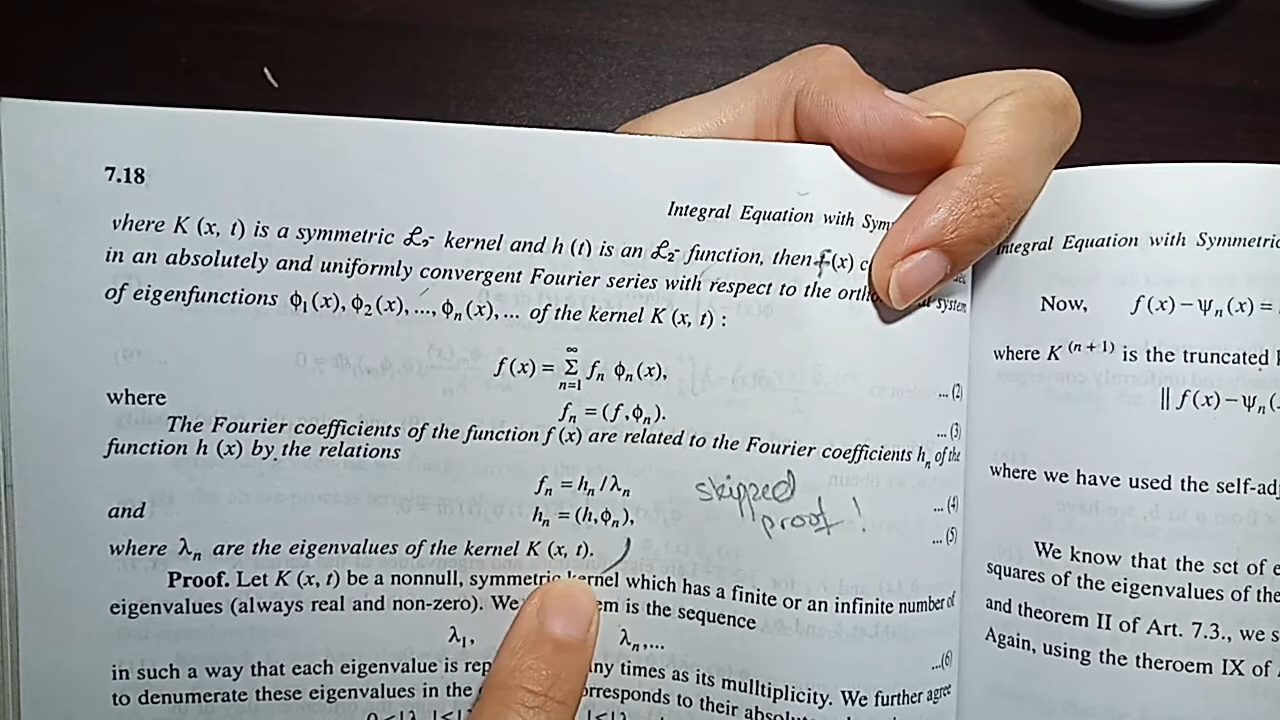 7.18
Integral Equation with Sym
where K (x, t) is a symmetric ℒ₂- kernel and h (t) is an ℒ₂- function, then f(x) c
in an absolutely and uniformly convergent Fourier series with respect to the system
of eigenfunctions ϕ₁(x), ϕ₂(x), ..., ϕₙ(x),... of the kernel K (x, t) :
f(x) = Σ_{n=1}^{∞} fₙ ϕₙ(x), ... (2)
where
fₙ = (f, ϕₙ). ... (3)
The Fourier coefficients of the function f (x) are related to the Fourier coefficients hₙ of the
function h (x) by the relations
fₙ = hₙ /λₙ ... (4)
skipped
proof!
and
hₙ = (h, ϕₙ), ... (5)
where λₙ are the eigenvalues of the kernel K (x, t).
Proof. Let K (x, t) be a nonnull, symmetric kernel which has a finite or an infinite number of
eigenvalues (always real and non-zero). We em is the sequence
λ₁, λₙ,... ...(6)
in such a way that each eigenvalue is rep ny times as its mulltiplicity. We further agree
to denumerate these eigenvalues in the rresponds to their
Integral Equation with Symmetric
Now, f(x) − ψₙ(x) =
where K⁽ⁿ⁺¹⁾ is the truncated
|| f(x) − ψₙ(
where we have used the self-ad
We know that the sct of e
squares of the eigenvalues of the
and theorem II of Art. 7.3., we s
Again, using the theroem IX of